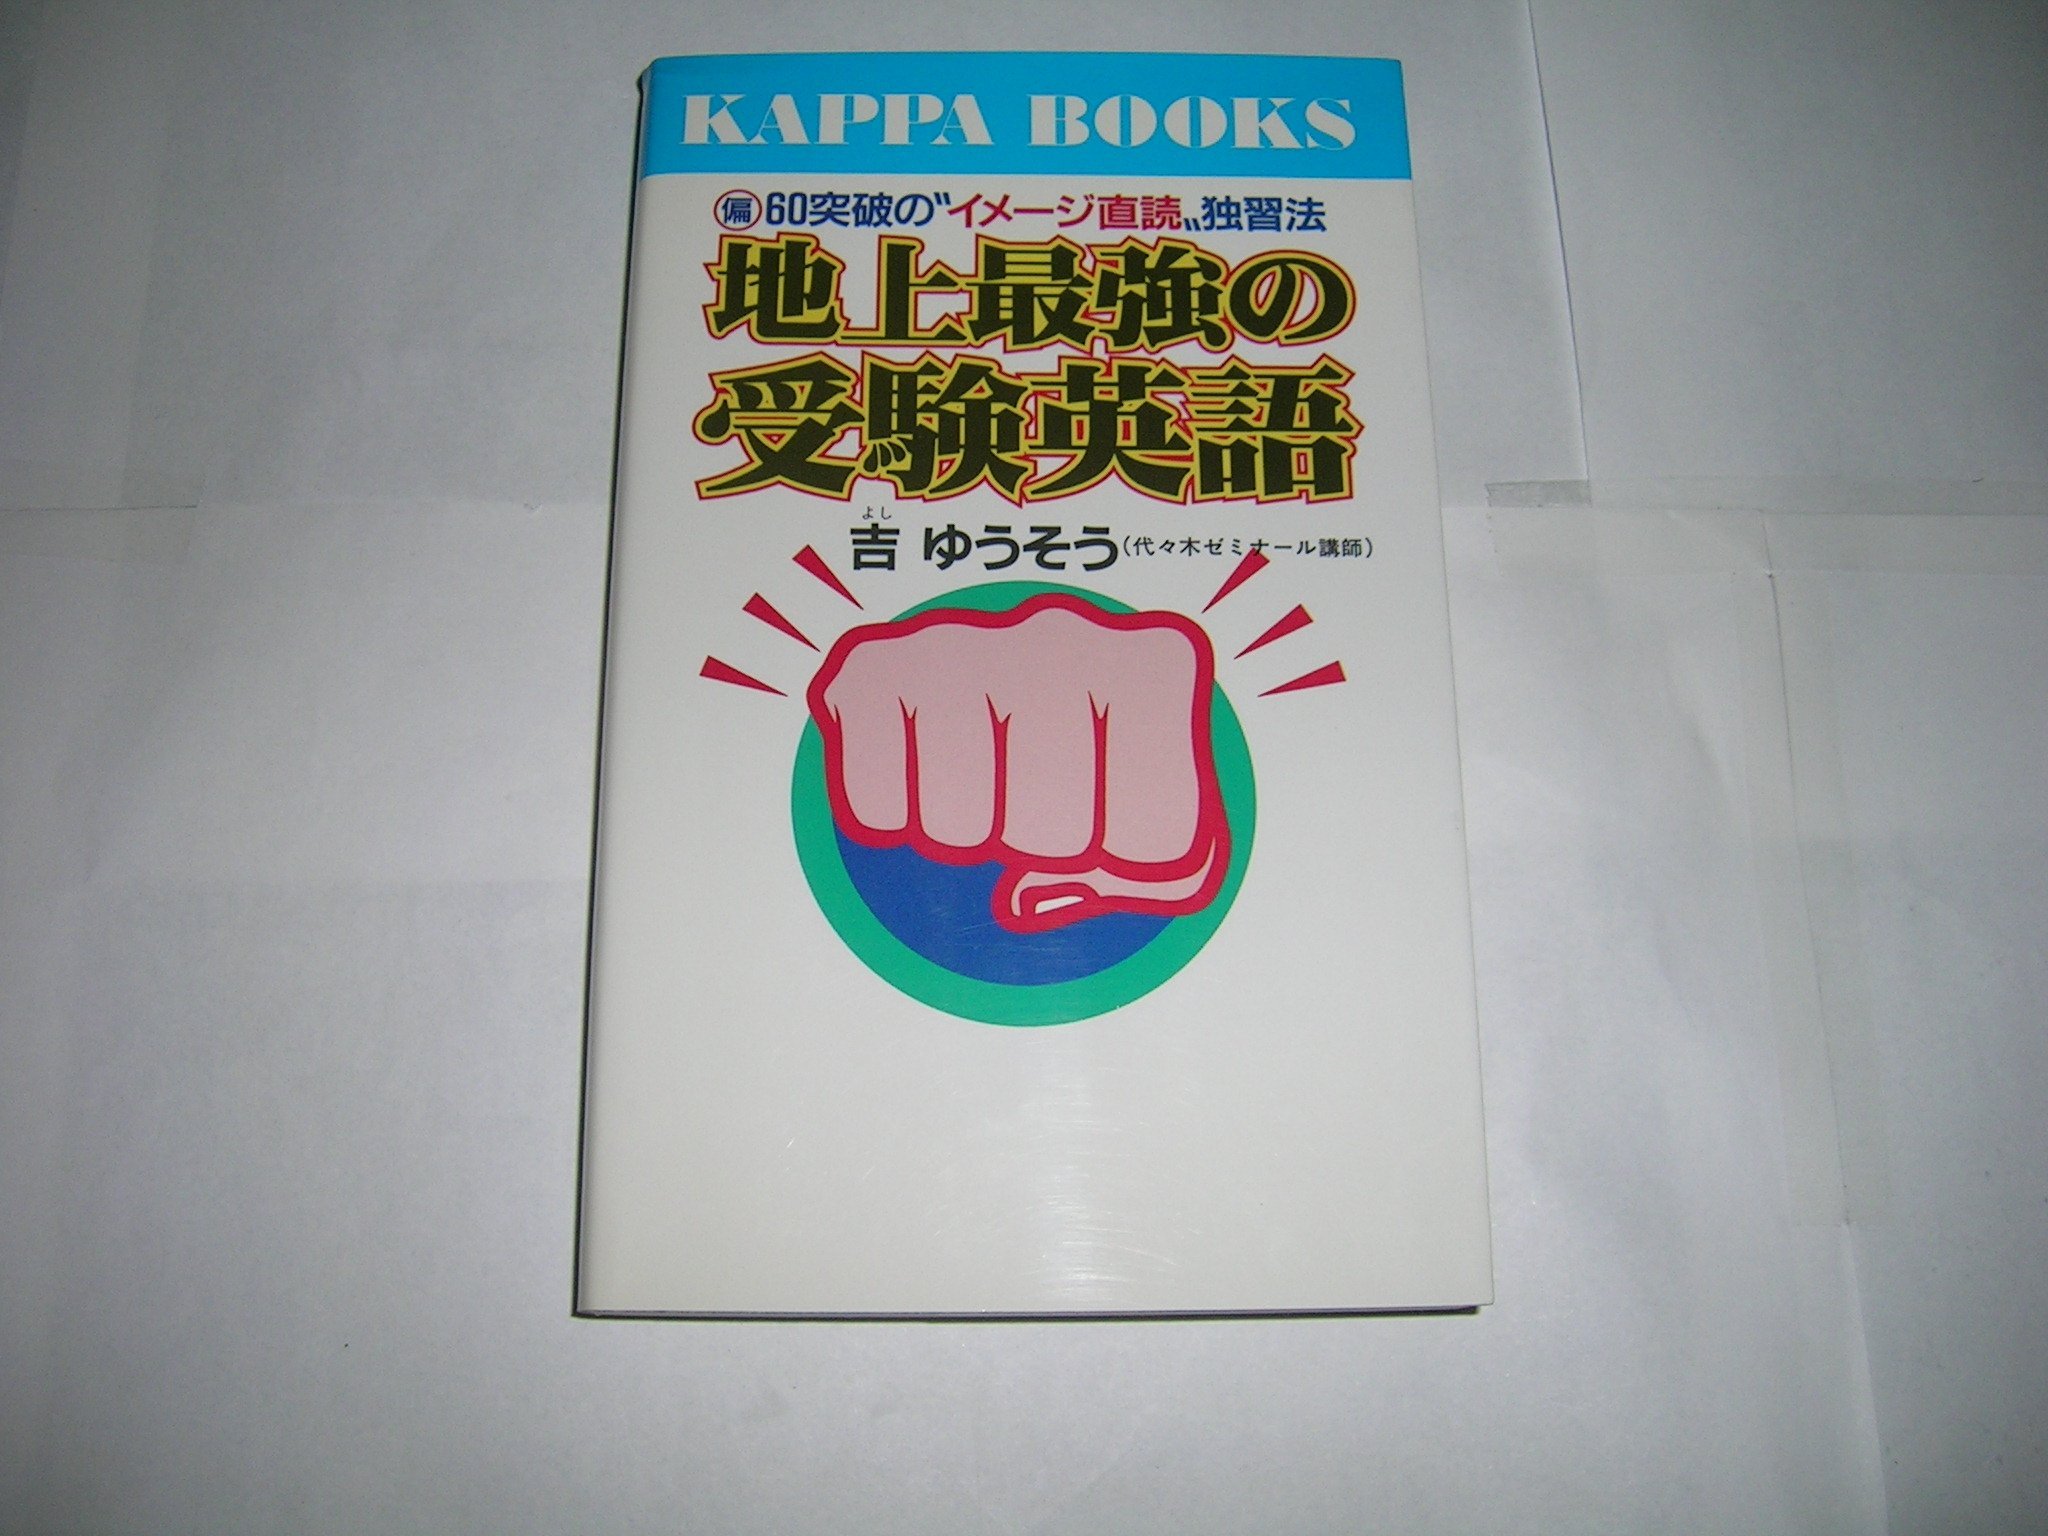 KAPPA BOOKS
㊝60突破の〝イメージ直読〟独習法
地上最強の
受験英語
よし
吉 ゆうそう(代々木ゼミナール講師)